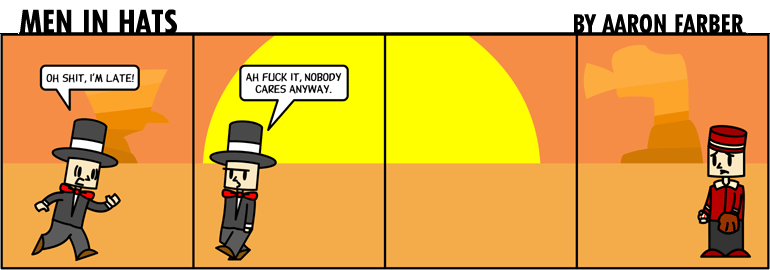 MEN IN HATS
BY AARON FARBER
OH SHIT, I'M LATE!
AH FUCK IT, NOBODY
CARES ANYWAY.